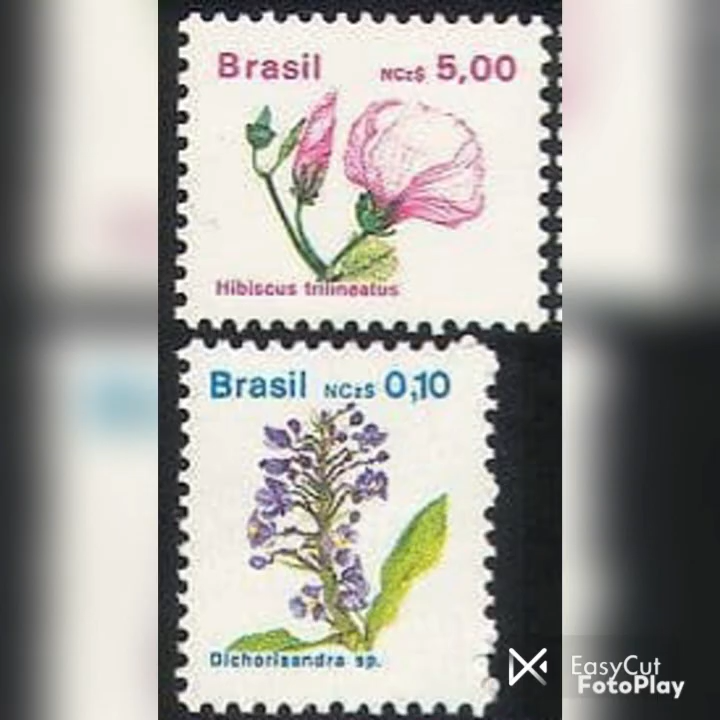 Brasil NCz$ 5,00
Hibiscus trilineatus
Brasil NCz$ 0,10
Dichorisandra sp.
EasyCut
FotoPlay